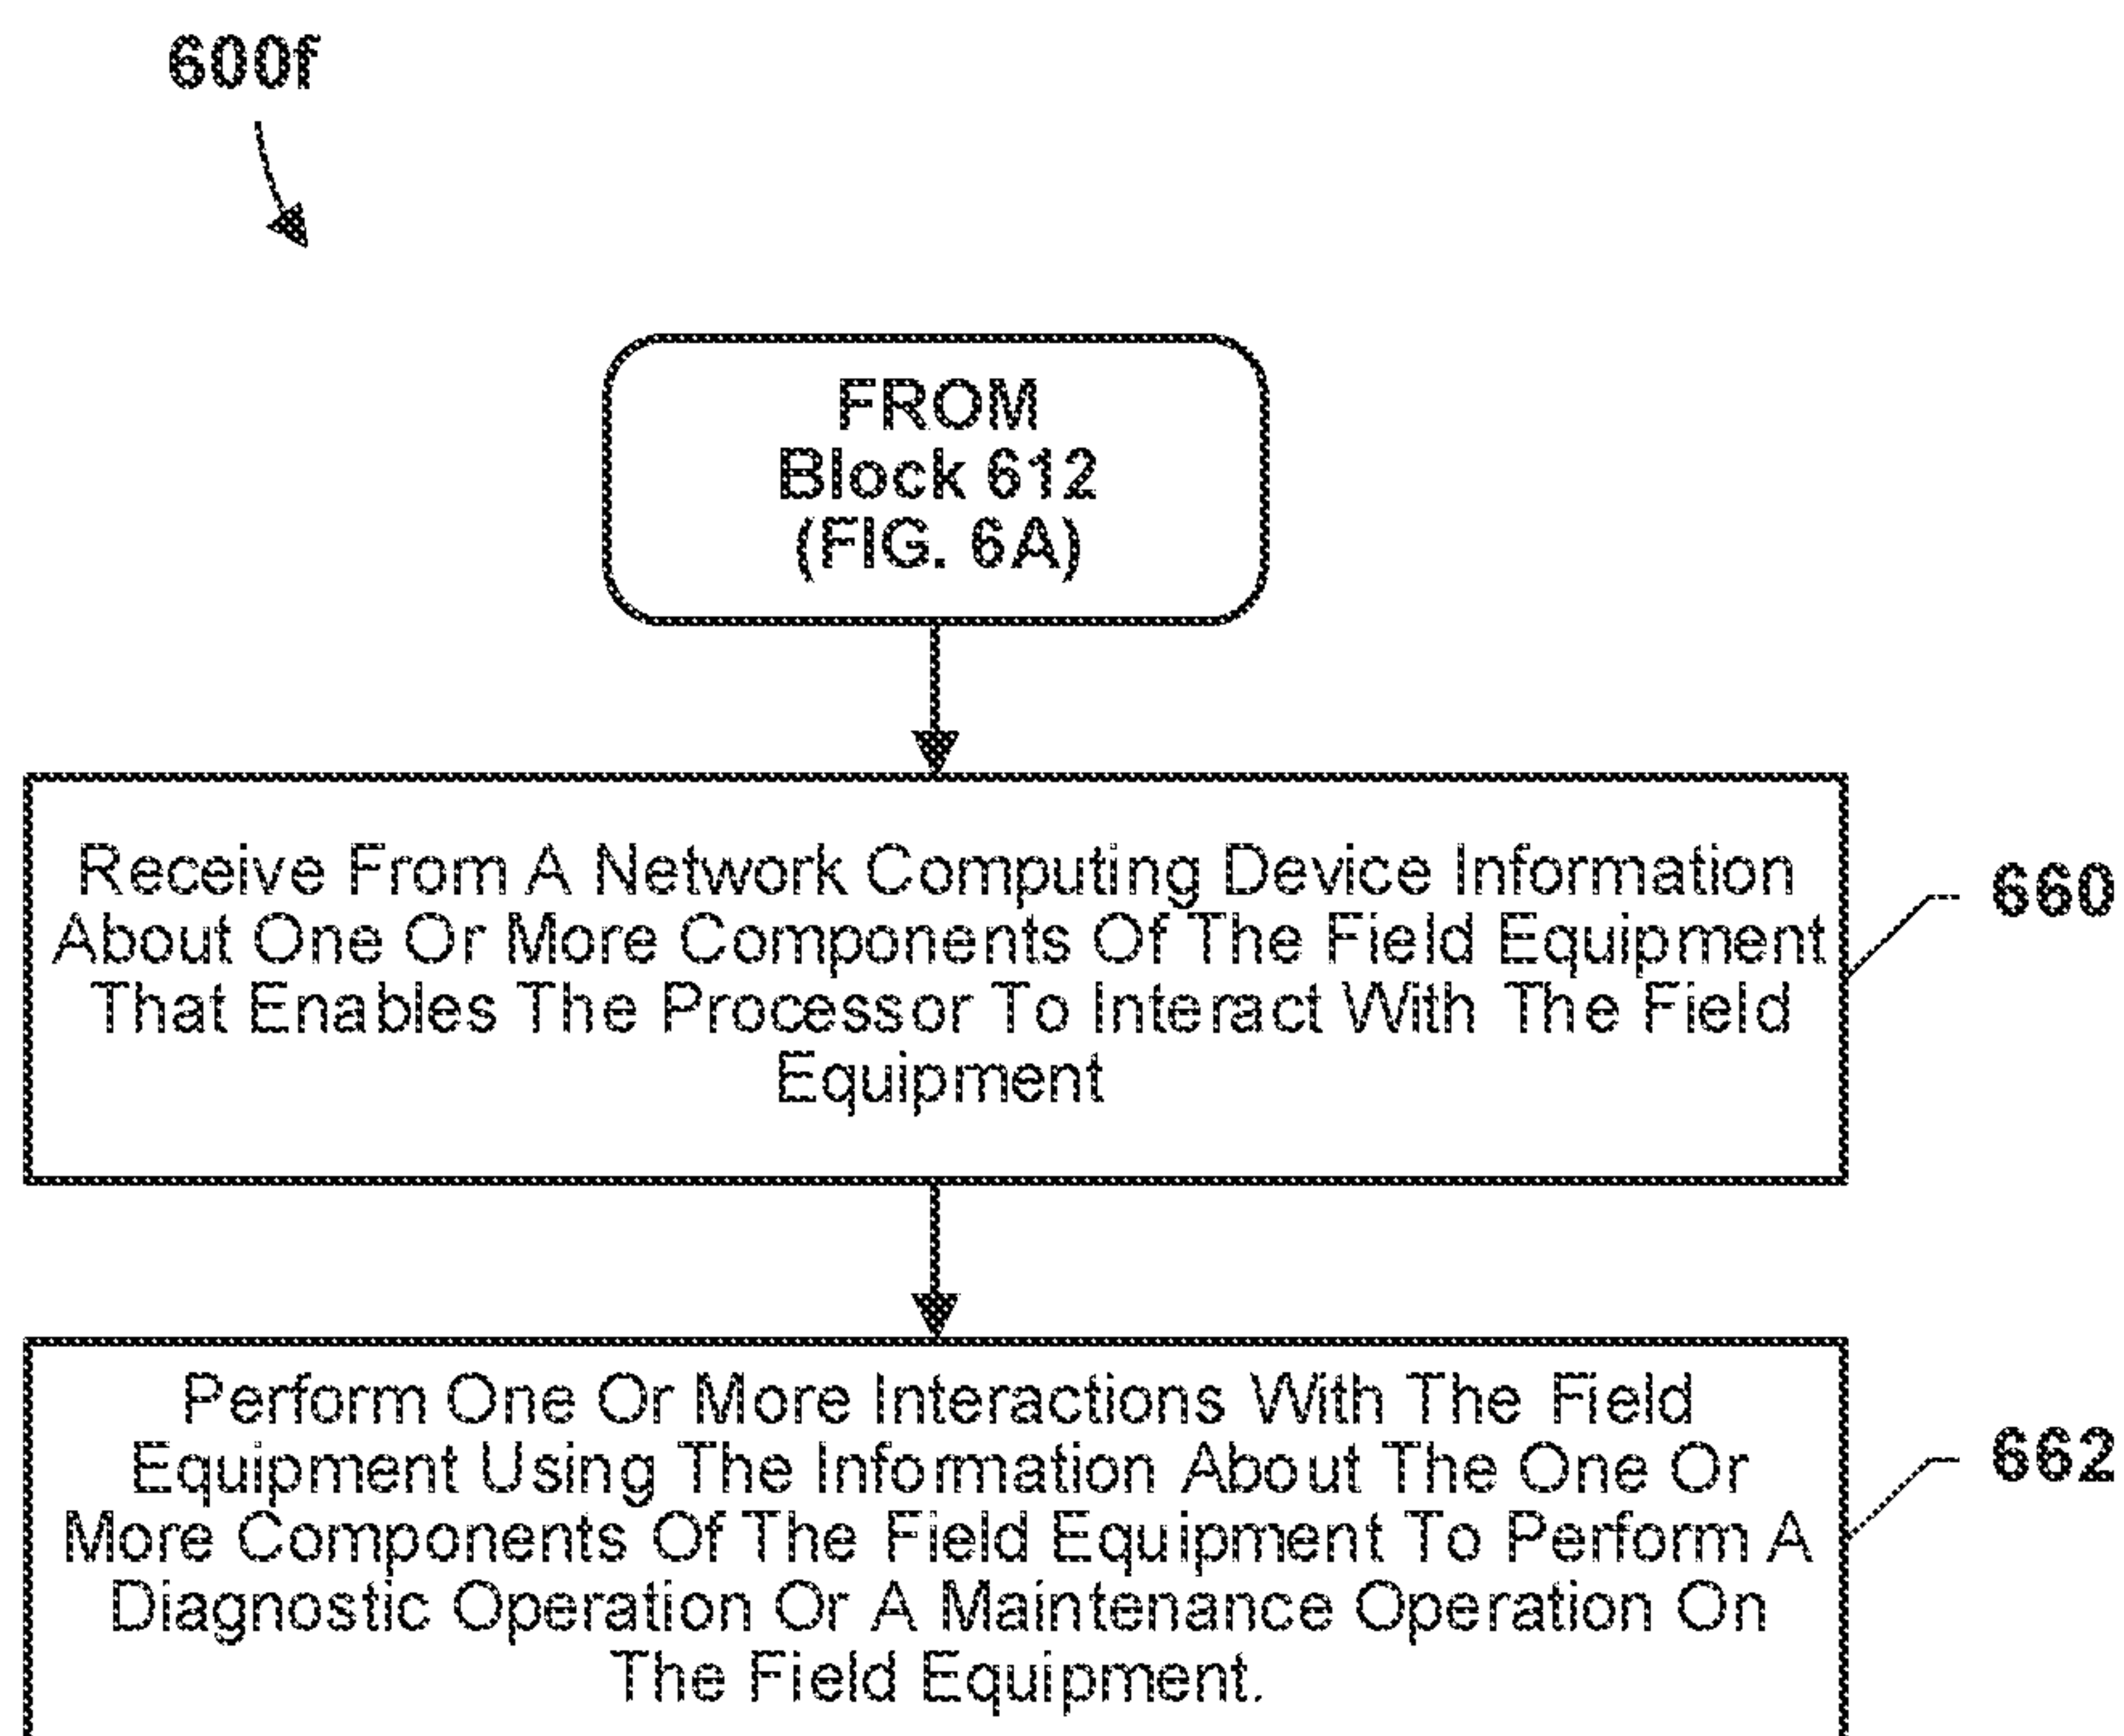 600f
FROM
Block 612
(FIG. 6A)
Receive From A Network Computing Device Information
About One Or More Components Of The Field Equipment
That Enables The Processor To Interact With The Field
Equipment
660
Perform One Or More Interactions With The Field
Equipment Using The Information About The One Or
More Components Of The Field Equipment To Perform A
Diagnostic Operation Or A Maintenance Operation On
The Field Equipment.
662